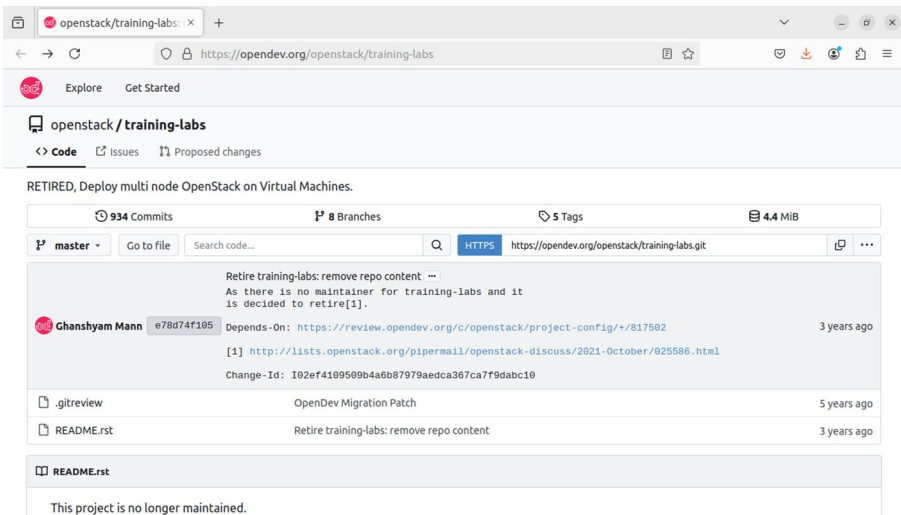 openstack/training-labs:
https://opendev.org/openstack/training-labs
Explore Get Started
openstack / training-labs
Code Issues Proposed changes
RETIRED, Deploy multi node OpenStack on Virtual Machines.
934 Commits 8 Branches 5 Tags 4.4 MiB
master Go to file Search code... HTTPS https://opendev.org/openstack/training-labs.git
Retire training-labs: remove repo content ...
As there is no maintainer for training-labs and it
is decided to retire[1].
Ghanshyam Mann e78d74f105 Depends-On: https://review.opendev.org/c/openstack/project-config/+/817502 3 years ago
[1] http://lists.openstack.org/pipermail/openstack-discuss/2021-October/025586.html
Change-Id: I02ef4109509b4a6b87979aedca367ca7f9dabc10
.gitreview OpenDev Migration Patch 5 years ago
README.rst Retire training-labs: remove repo content 3 years ago
README.rst
This project is no longer maintained.